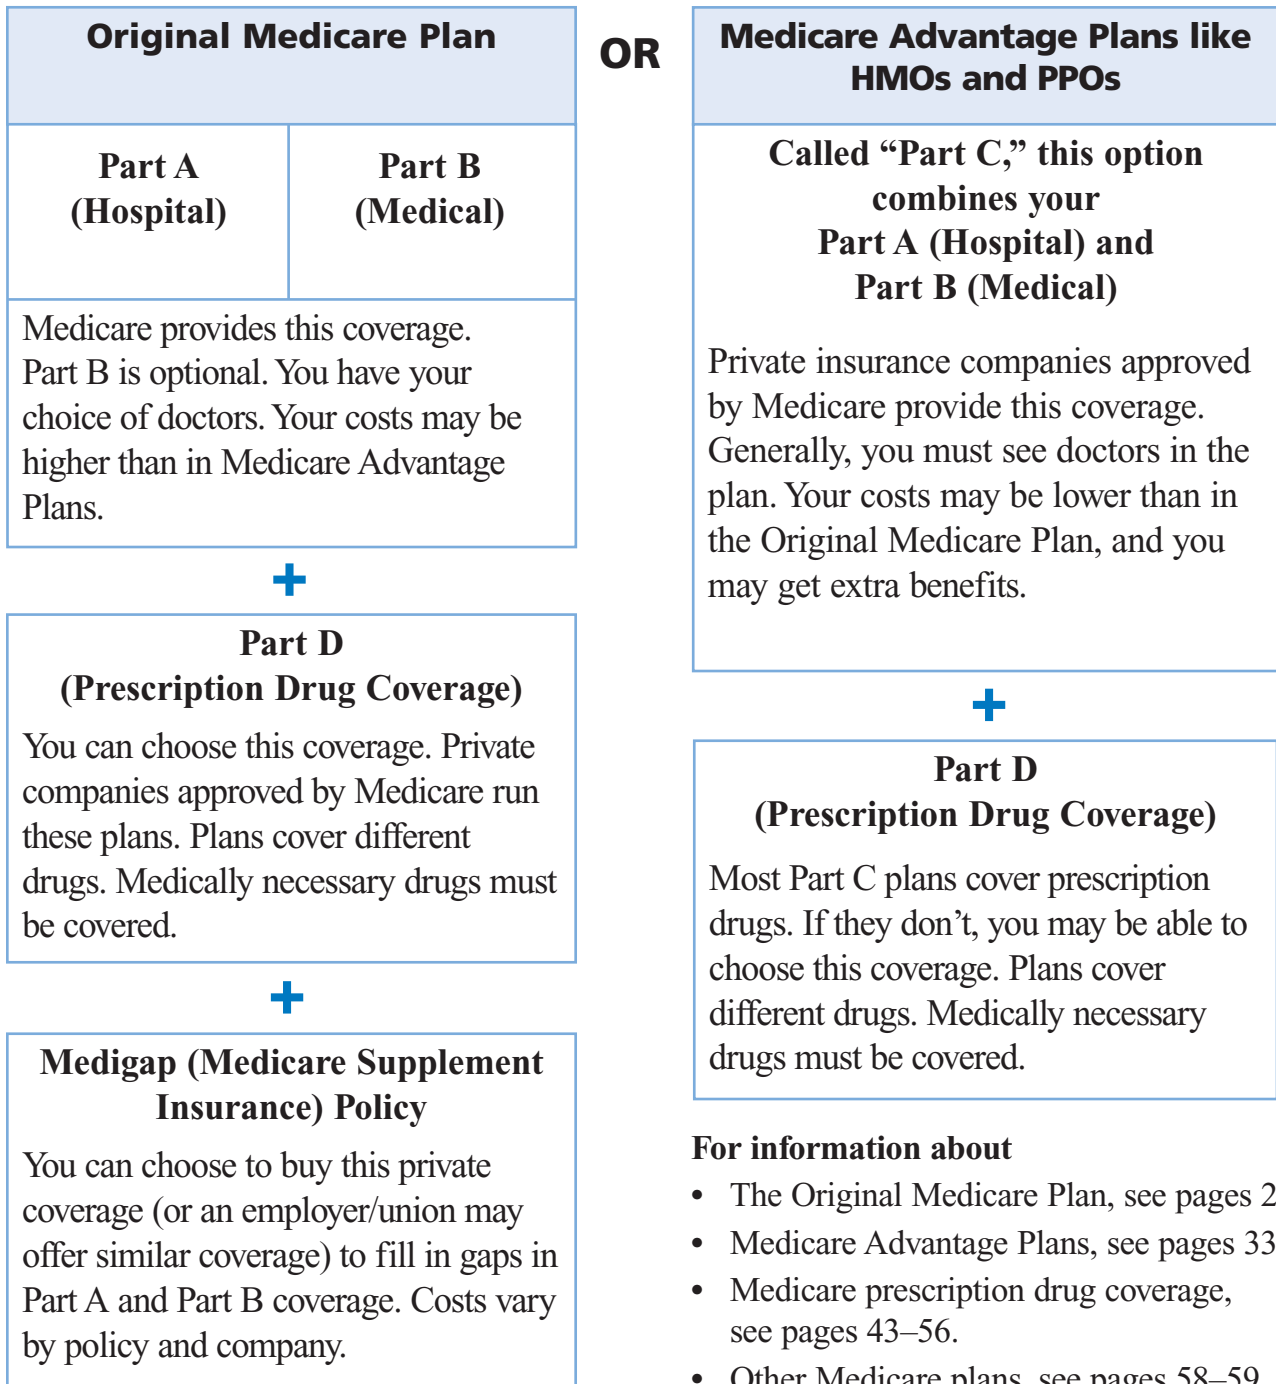 Original Medicare Plan
Part A
(Hospital)
Part B
(Medical)
Medicare provides this coverage.
Part B is optional. You have your
choice of doctors. Your costs may be
higher than in Medicare Advantage
Plans.
+
Part D
(Prescription Drug Coverage)
You can choose this coverage. Private
companies approved by Medicare run
these plans. Plans cover different
drugs. Medically necessary drugs must
be covered.
+
Medigap (Medicare Supplement
Insurance) Policy
You can choose to buy this private
coverage (or an employer/union may
offer similar coverage) to fill in gaps in
Part A and Part B coverage. Costs vary
by policy and company.
OR
Medicare Advantage Plans like
HMOs and PPOs
Called “Part C,” this option
combines your
Part A (Hospital) and
Part B (Medical)
Private insurance companies approved
by Medicare provide this coverage.
Generally, you must see doctors in the
plan. Your costs may be lower than in
the Original Medicare Plan, and you
may get extra benefits.
+
Part D
(Prescription Drug Coverage)
Most Part C plans cover prescription
drugs. If they don’t, you may be able to
choose this coverage. Plans cover
different drugs. Medically necessary
drugs must be covered.
For information about
• The Original Medicare Plan, see pages 2
• Medicare Advantage Plans, see pages 33
• Medicare prescription drug coverage,
see pages 43–56.
• Other Medicare plans, see pages 58–59